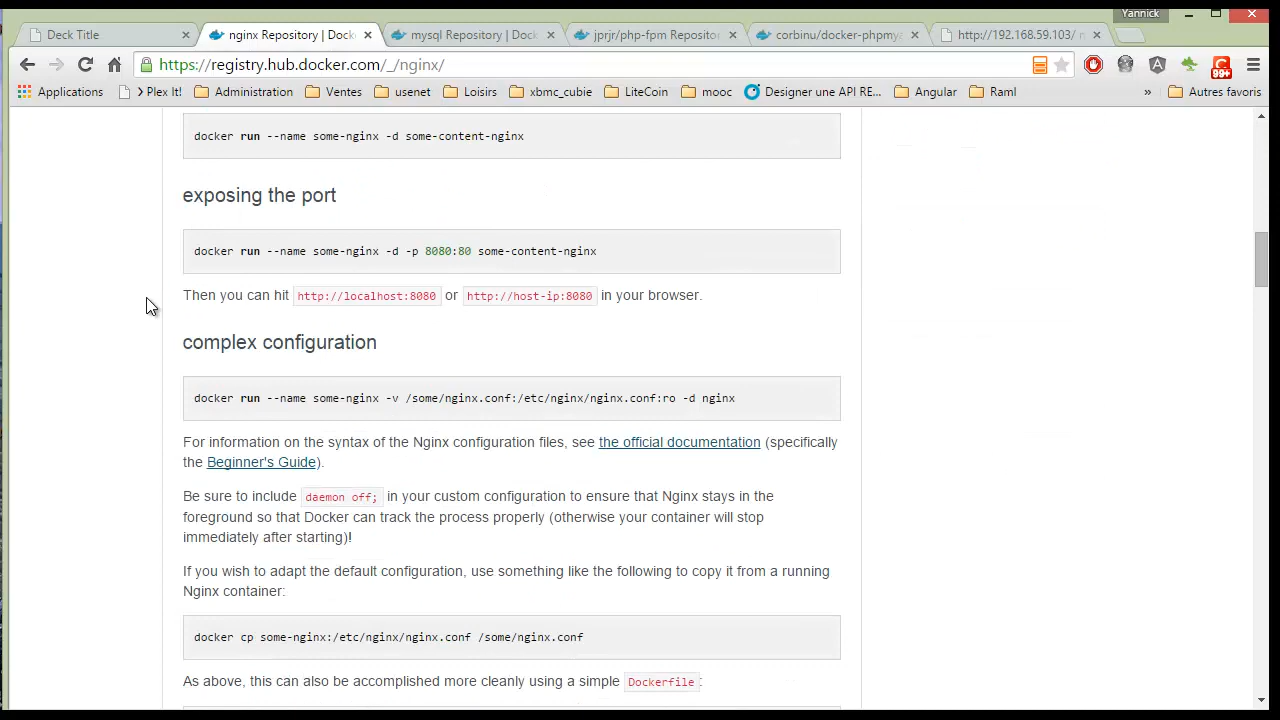 Yannick
Deck Title
nginx Repository | Dock
mysql Repository | Dock
jprjr/php-fpm Repositor
corbinu/docker-phpmya
http://192.168.59.103/
https://registry.hub.docker.com/_/nginx/
Applications
> Plex It!
Administration
Ventes
usenet
Loisirs
xbmc_cubie
LiteCoin
mooc
Designer une API RE...
Angular
Raml
»
Autres favoris
99+
docker run --name some-nginx -d some-content-nginx
exposing the port
docker run --name some-nginx -d -p 8080:80 some-content-nginx
Then you can hit http://localhost:8080 or http://host-ip:8080 in your browser.
complex configuration
docker run --name some-nginx -v /some/nginx.conf:/etc/nginx/nginx.conf:ro -d nginx
For information on the syntax of the Nginx configuration files, see the official documentation (specifically
the Beginner's Guide).
Be sure to include daemon off; in your custom configuration to ensure that Nginx stays in the
foreground so that Docker can track the process properly (otherwise your container will stop
immediately after starting)!
If you wish to adapt the default configuration, use something like the following to copy it from a running
Nginx container:
docker cp some-nginx:/etc/nginx/nginx.conf /some/nginx.conf
As above, this can also be accomplished more cleanly using a simple Dockerfile: